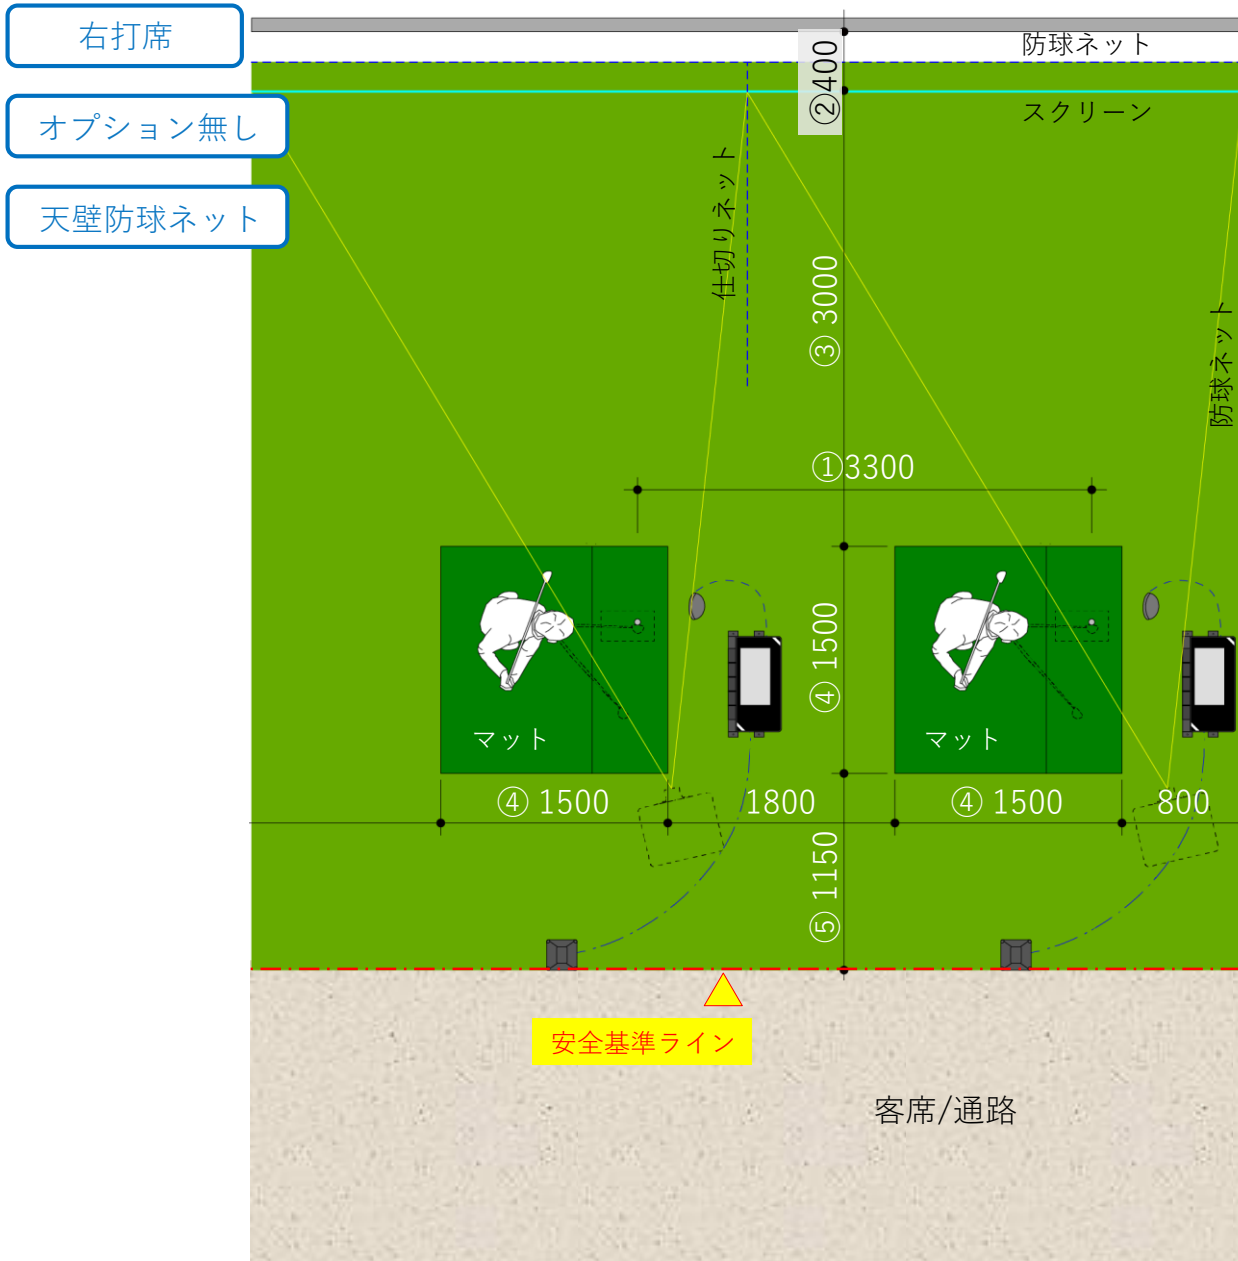 右打席
オプション無し
天壁防球ネット
防球ネット
スクリーン
②400
仕切りネット
③ 3000
防球ネット
①3300
④ 1500
マット
マット
④ 1500
1800
④ 1500
800
⑤ 1150
安全基準ライン
客席/通路